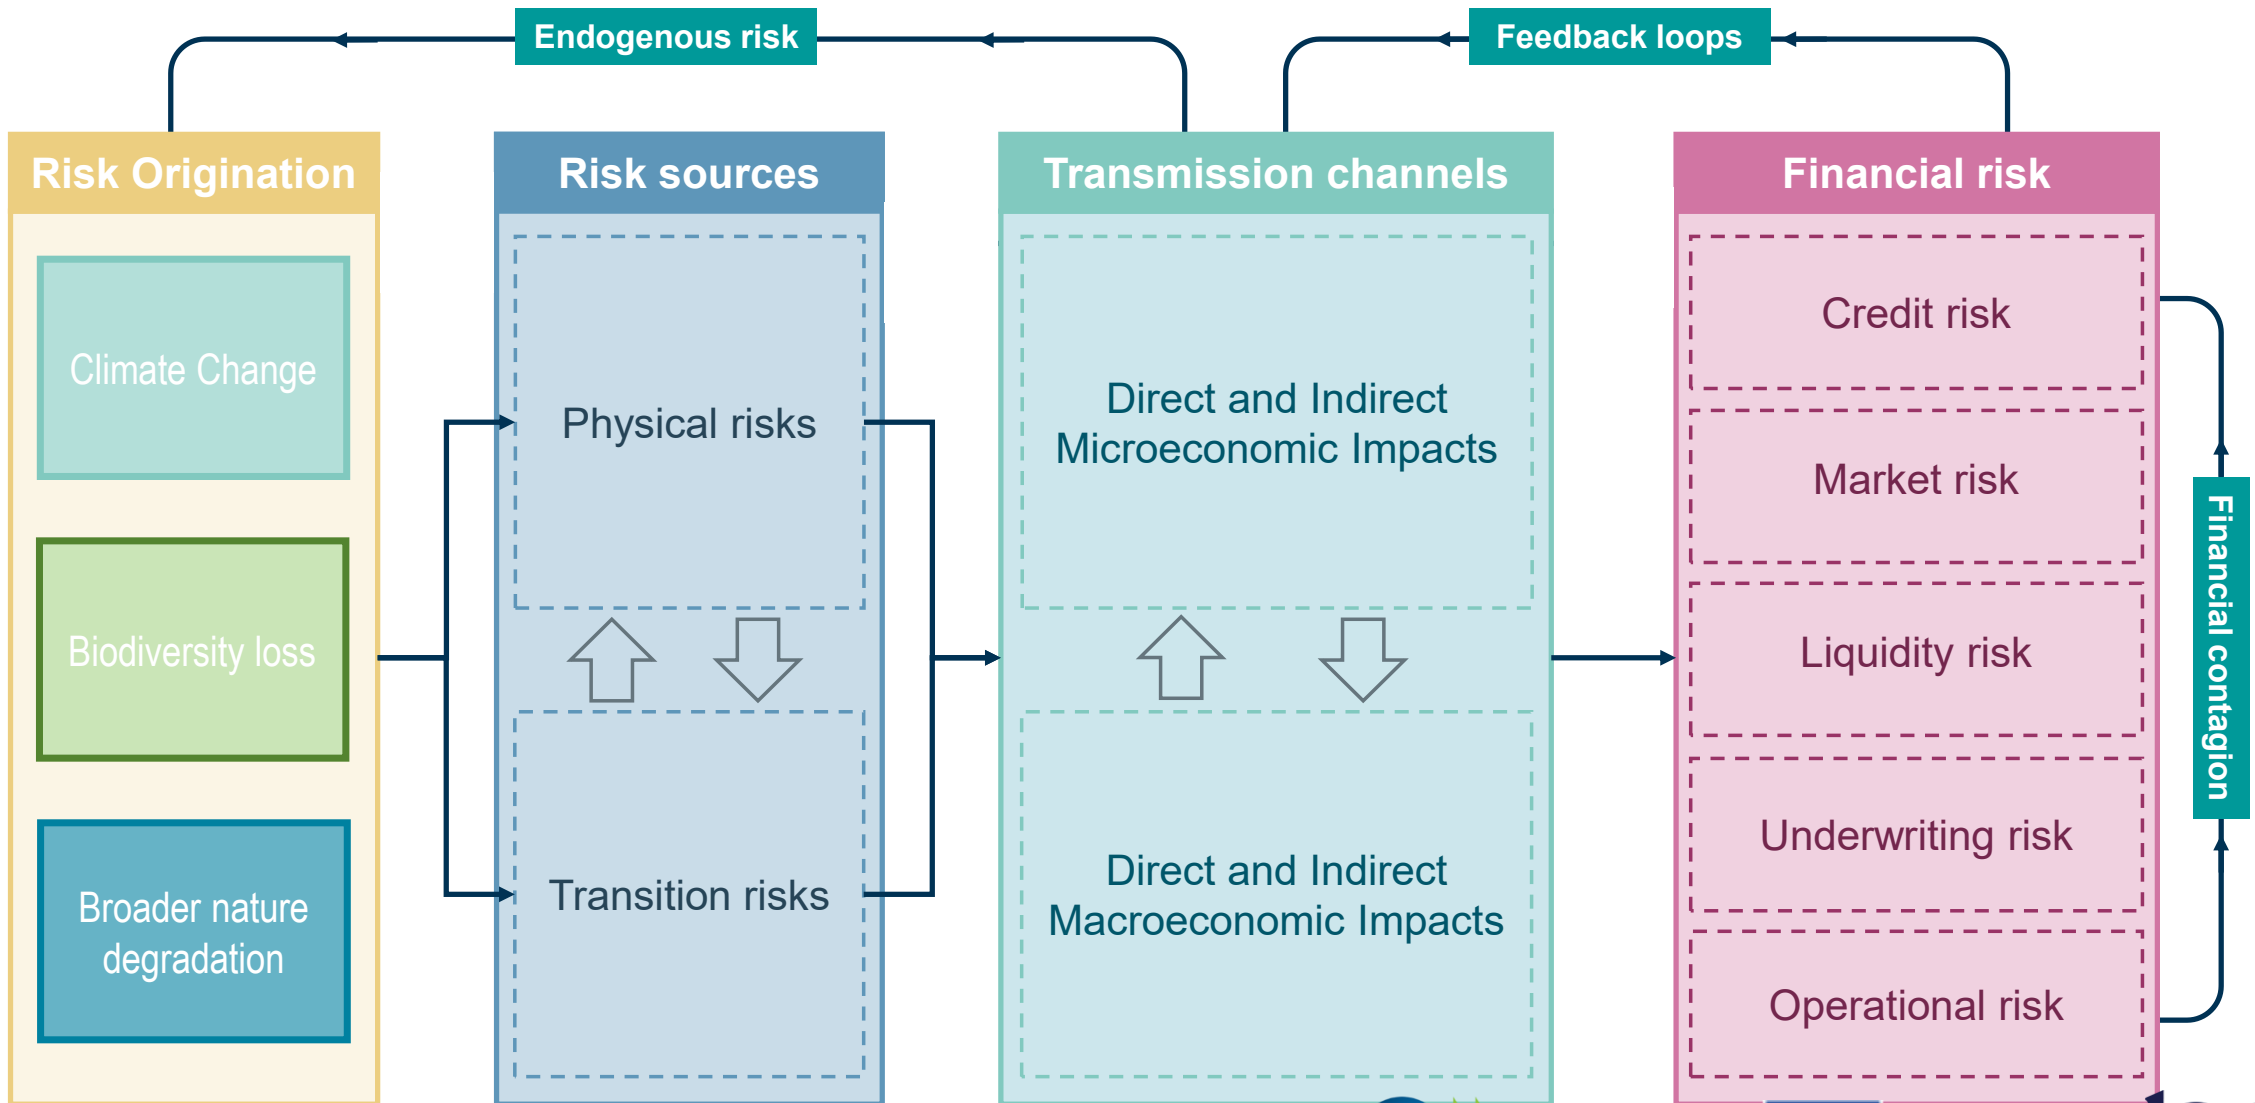 Endogenous risk
Feedback loops
Risk Origination
Climate Change
Biodiversity loss
Broader nature
degradation
Risk sources
Physical risks
Transition risks
Transmission channels
Direct and Indirect
Microeconomic Impacts
Direct and Indirect
Macroeconomic Impacts
Financial risk
Credit risk
Market risk
Liquidity risk
Underwriting risk
Operational risk
Financial contagion